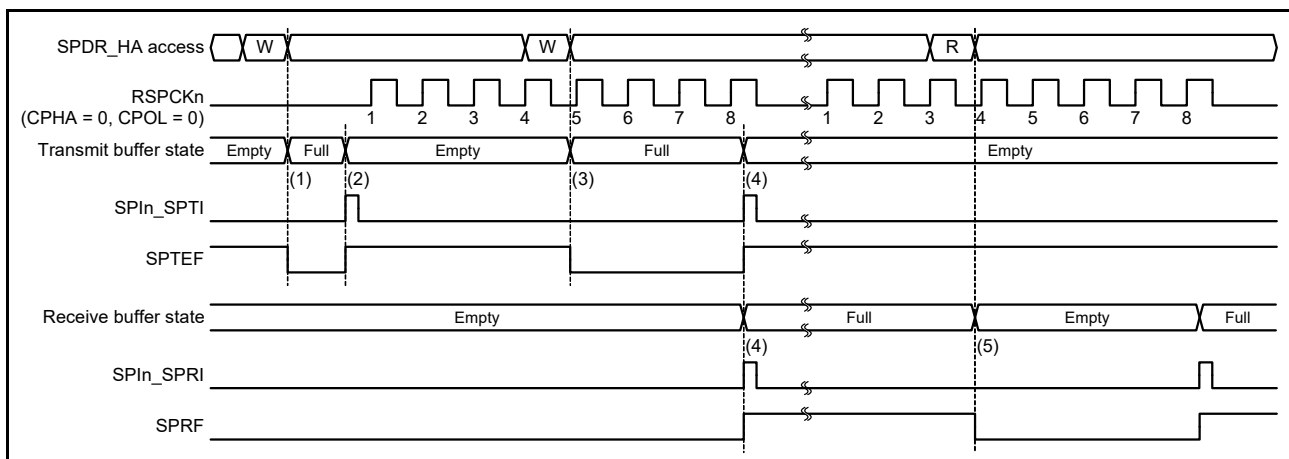 SPDR_HA access W W R
RSPCKn
(CPHA = 0, CPOL = 0) 1 2 3 4 5 6 7 8 1 2 3 4 5 6 7 8
Transmit buffer state Empty Full Empty Full Empty
(1) (2) (3) (4)
SPIn_SPTI
SPTEF
Receive buffer state Empty Full Empty Full
(4) (5)
SPIn_SPRI
SPRF